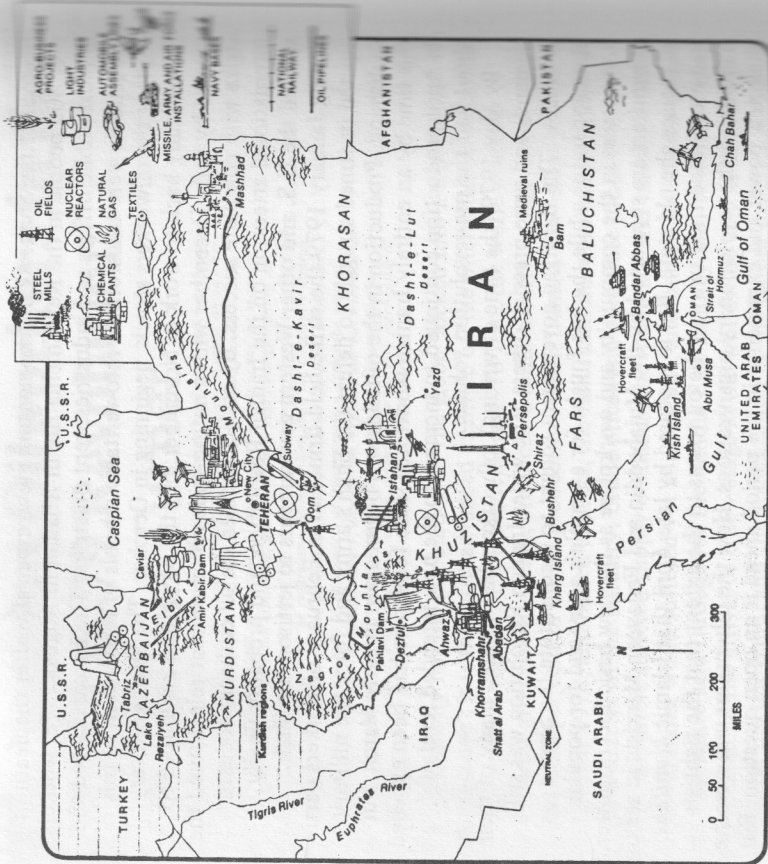 STEEL
MILLS
CHEMICAL
PLANTS
OIL
FIELDS
NUCLEAR
REACTORS
NATURAL
GAS
TEXTILES
AGRO-BUSINESS
PROJECTS
LIGHT
INDUSTRIES
AUTOMOBILE
ASSEMBLY
MISSILE, ARMY AND AIR
INSTALLATIONS
NAVY BASES
NATIONAL
RAILWAY
OIL PIPELINES
U.S.S.R.
U.S.S.R.
TURKEY
Tabriz
Lake
Rezaiyeh
AZERBAIJAN
Elbruz
Mountains
Caspian Sea
Caviar
Amir Kabir Dam
KURDISTAN
Kurdish regions
New City
TEHERAN
Subway
Qom
Mashhad
KHORASAN
Dasht-e-Kavir
Desert
Dasht-e-Lut
Desert
AFGHANISTAN
PAKISTAN
IRAN
Isfahan
Yazd
Zagros Mountains
Pahlavi Dam
Dezful
KHUZISTAN
Ahwaz
Khorramshahr
Abadan
Shatt al Arab
IRAQ
Tigris River
Euphrates River
KUWAIT
NEUTRAL ZONE
SAUDI ARABIA
Persepolis
Shiraz
FARS
Bushehr
Kharg Island
Hovercraft
fleet
Persian Gulf
Medieval ruins
Bam
BALUCHISTAN
Bandar Abbas
Hovercraft
fleet
Kish Island
Abu Musa
OMAN
Strait of
Hormuz
Chah Bahar
Gulf of Oman
UNITED ARAB
EMIRATES
OMAN
N
0 50 100 200 300
MILES